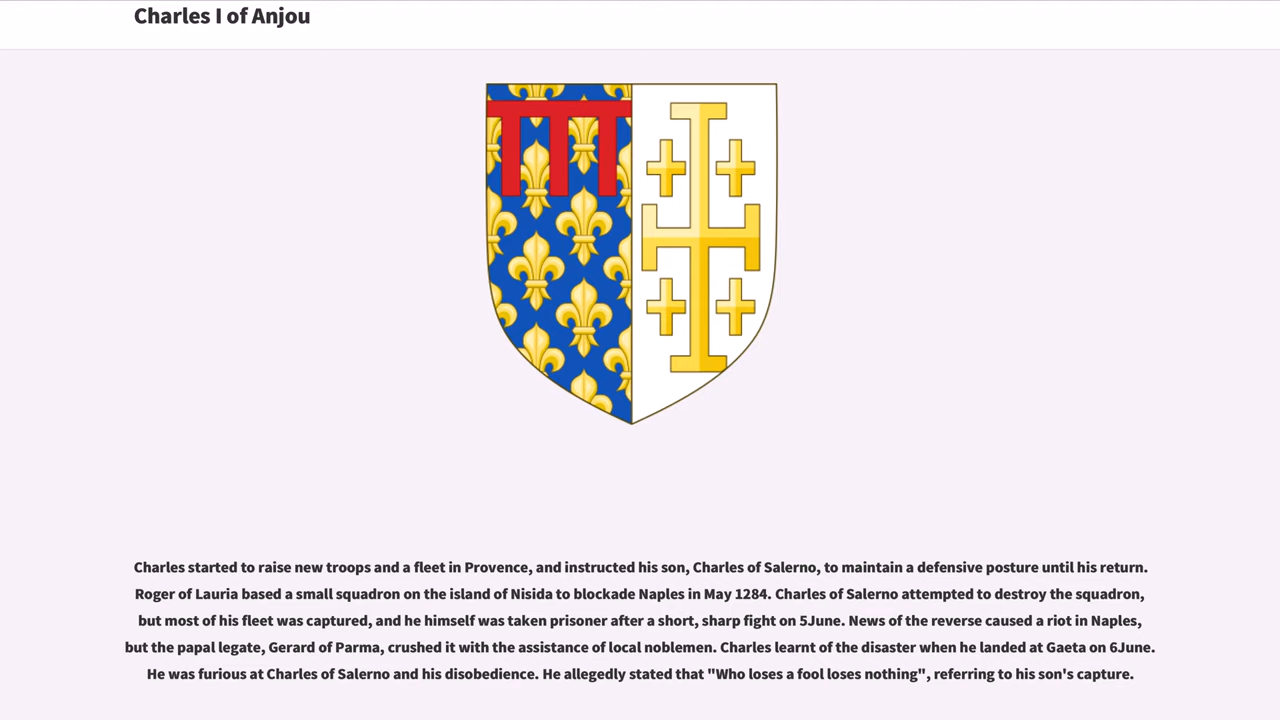 Charles I of Anjou
Charles started to raise new troops and a fleet in Provence, and instructed his son, Charles of Salerno, to maintain a defensive posture until his return.
Roger of Lauria based a small squadron on the island of Nisida to blockade Naples in May 1284. Charles of Salerno attempted to destroy the squadron,
but most of his fleet was captured, and he himself was taken prisoner after a short, sharp fight on 5June. News of the reverse caused a riot in Naples,
but the papal legate, Gerard of Parma, crushed it with the assistance of local noblemen. Charles learnt of the disaster when he landed at Gaeta on 6June.
He was furious at Charles of Salerno and his disobedience. He allegedly stated that "Who loses a fool loses nothing", referring to his son's capture.